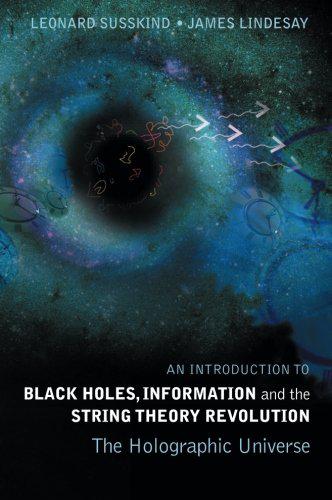 LEONARD SUSSKIND • JAMES LINDESAY
AN INTRODUCTION TO
BLACK HOLES, INFORMATION and the
STRING THEORY REVOLUTION
The Holographic Universe